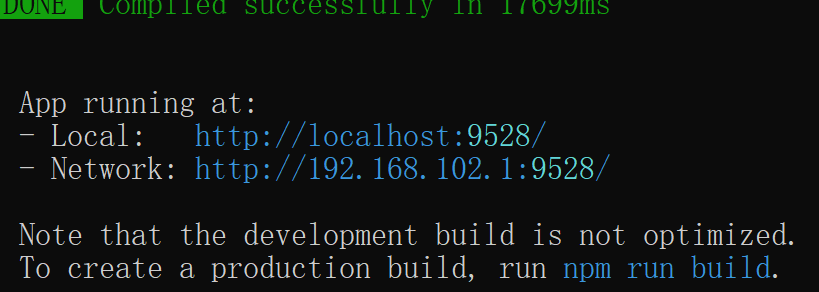 DONE Compiled successfully in 17699ms
App running at:
- Local: http://localhost:9528/
- Network: http://192.168.102.1:9528/
Note that the development build is not optimized.
To create a production build, run npm run build.